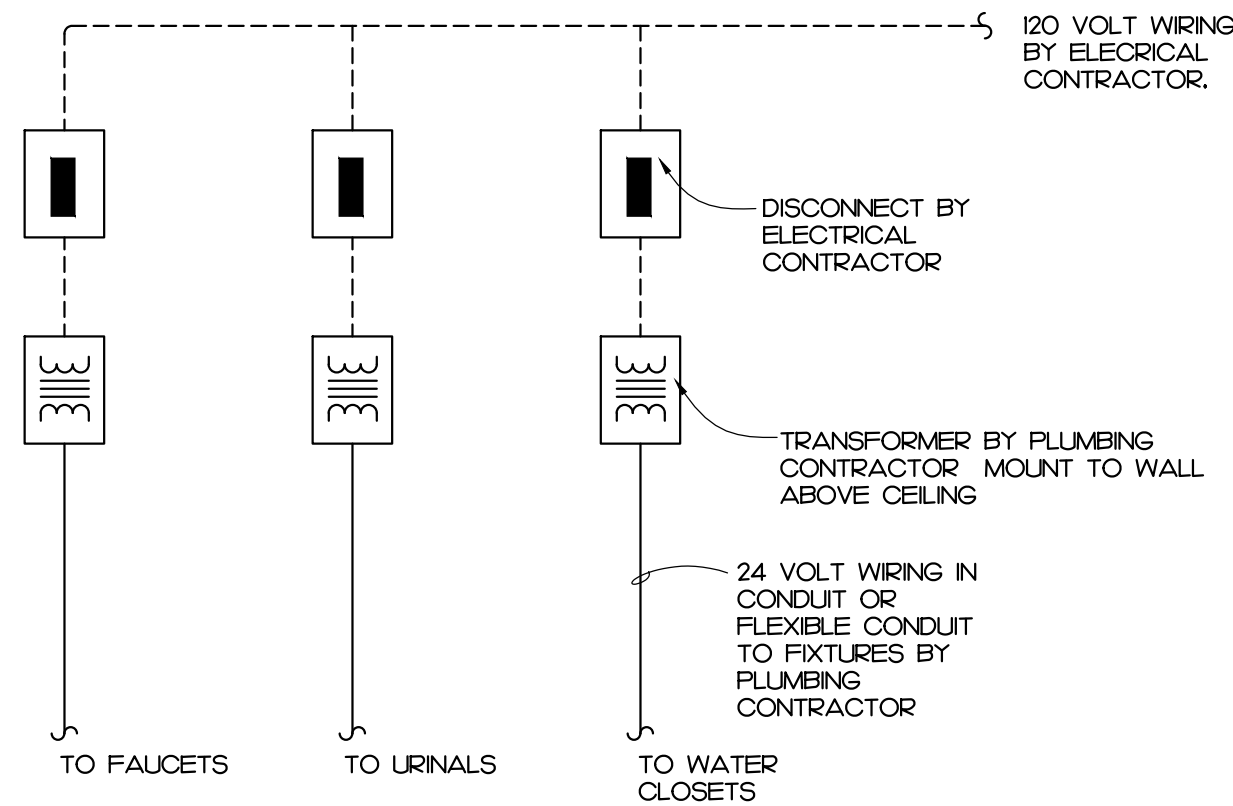 120 VOLT WIRING
BY ELECRICAL
CONTRACTOR.
DISCONNECT BY
ELECTRICAL
CONTRACTOR
TRANSFORMER BY PLUMBING
CONTRACTOR  MOUNT TO WALL
ABOVE CEILING
24 VOLT WIRING IN
CONDUIT OR
FLEXIBLE CONDUIT
TO FIXTURES BY
PLUMBING
CONTRACTOR
TO FAUCETS
TO URINALS
TO WATER
CLOSETS